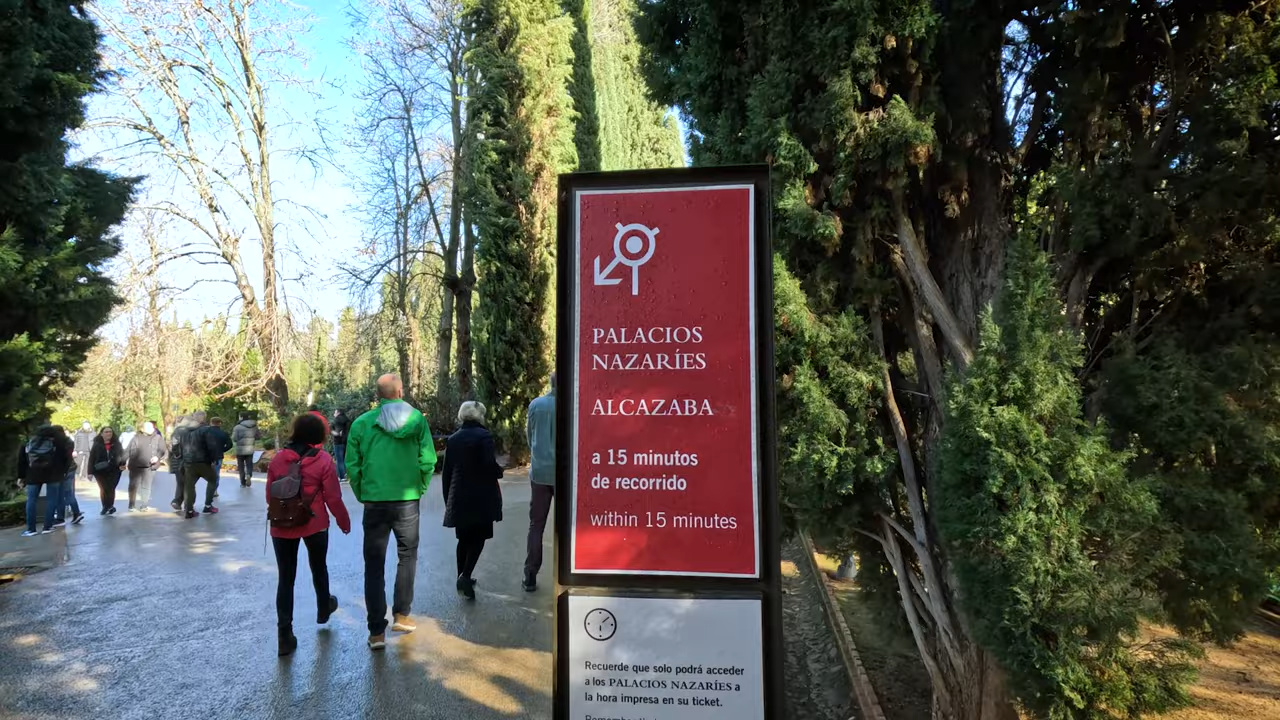 PALACIOS
NAZARÍES
ALCAZABA
a 15 minutos
de recorrido
within 15 minutes
Recuerde que solo podrá acceder
a los PALACIOS NAZARÍES a
la hora impresa en su ticket.